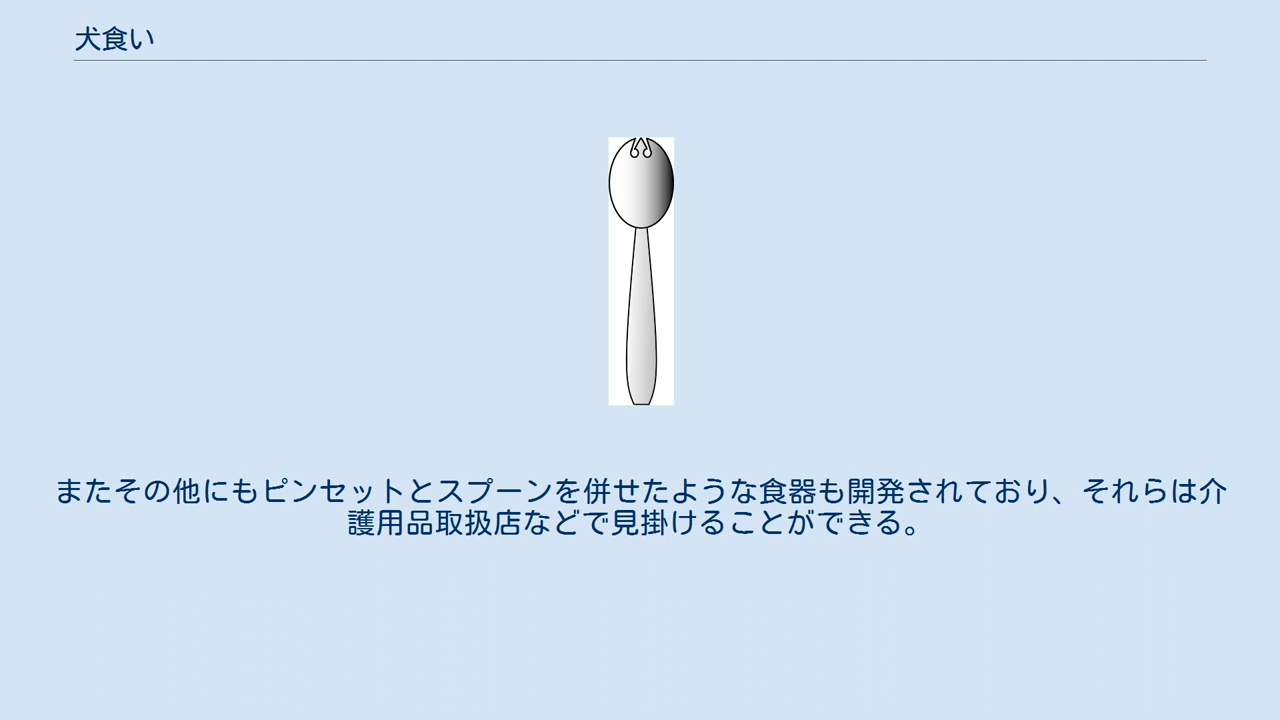 犬食い
またその他にもピンセットとスプーンを併せたような食器も開発されており、それらは介
護用品取扱店などで見掛けることができる。